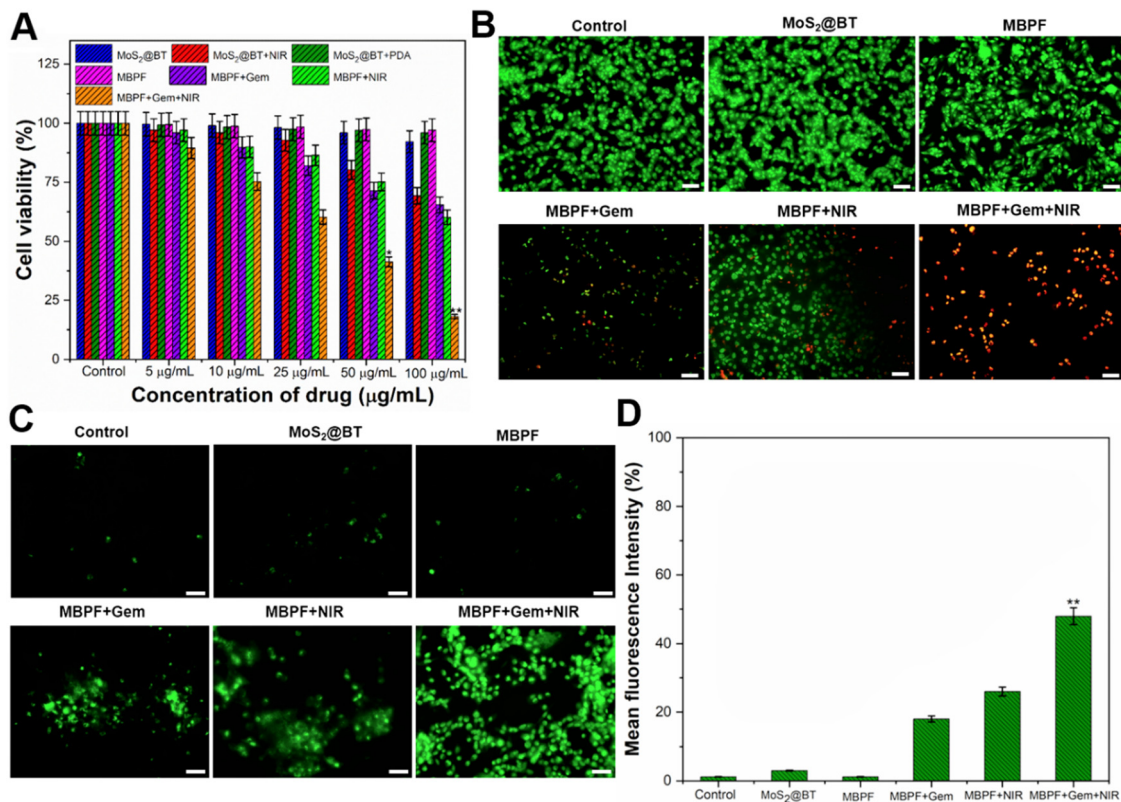 A
Cell viability (%)
125
100
75
50
25
0
MoS₂@BT MoS₂@BT+NIR MoS₂@BT+PDA
MBPF MBPF+Gem MBPF+NIR
MBPF+Gem+NIR
*
**
Control 5 μg/mL 10 μg/mL 25 μg/mL 50 μg/mL 100 μg/mL
Concentration of drug (μg/mL)
B
Control MoS₂@BT MBPF
MBPF+Gem MBPF+NIR MBPF+Gem+NIR
C
Control MoS₂@BT MBPF
MBPF+Gem MBPF+NIR MBPF+Gem+NIR
D
Mean fluorescence Intensity (%)
100
80
60
40
20
0
**
Control MoS₂@BT MBPF MBPF+Gem MBPF+NIR MBPF+Gem+NIR